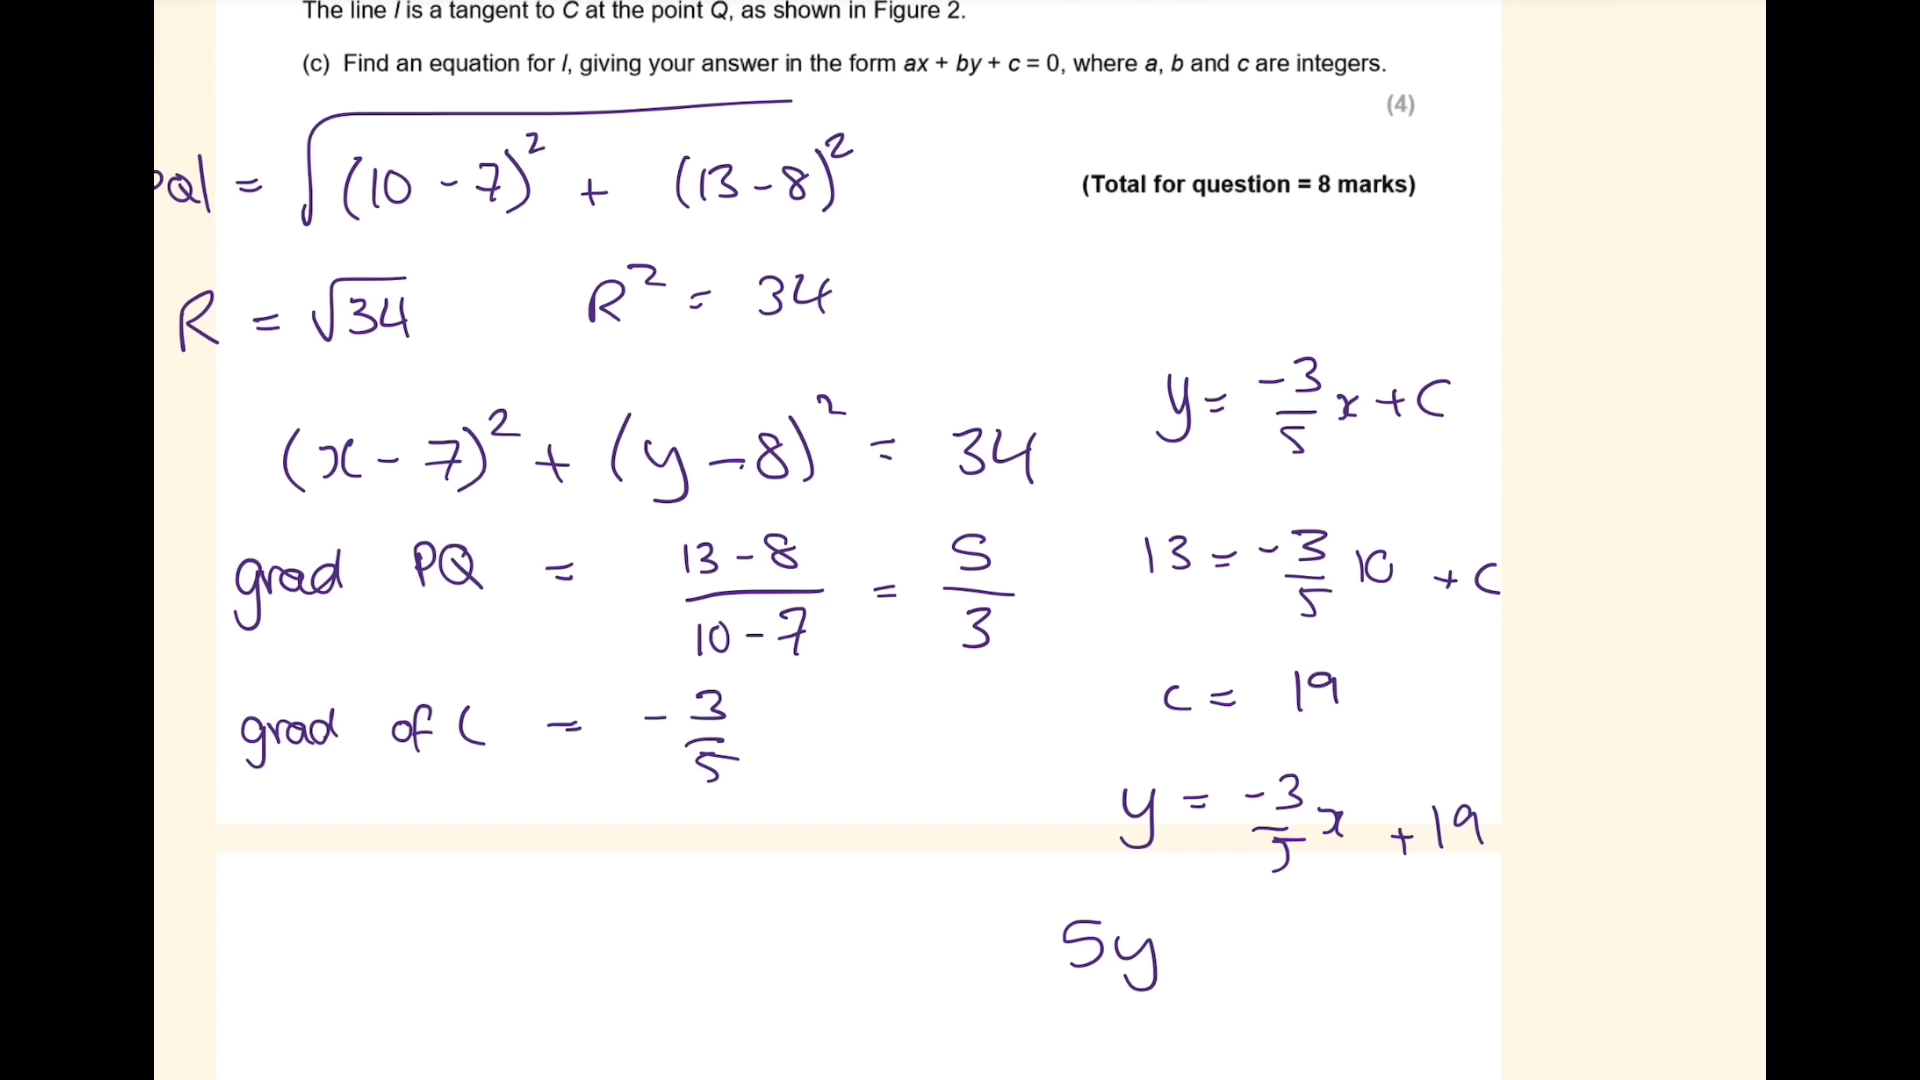 The line l is a tangent to C at the point Q, as shown in Figure 2.
(c) Find an equation for l, giving your answer in the form ax + by + c = 0, where a, b and c are integers.
(4)
PQ| = √((10 - 7)² + (13 - 8)²)
(Total for question = 8 marks)
R = √34
R² = 34
(x - 7)² + (y - 8)² = 34
grad PQ = (13 - 8)/(10 - 7) = 5/3
grad of l = - 3/5
y = -3/5 x + c
13 = -3/5 10 + c
c = 19
y = -3/5 x + 19
5y